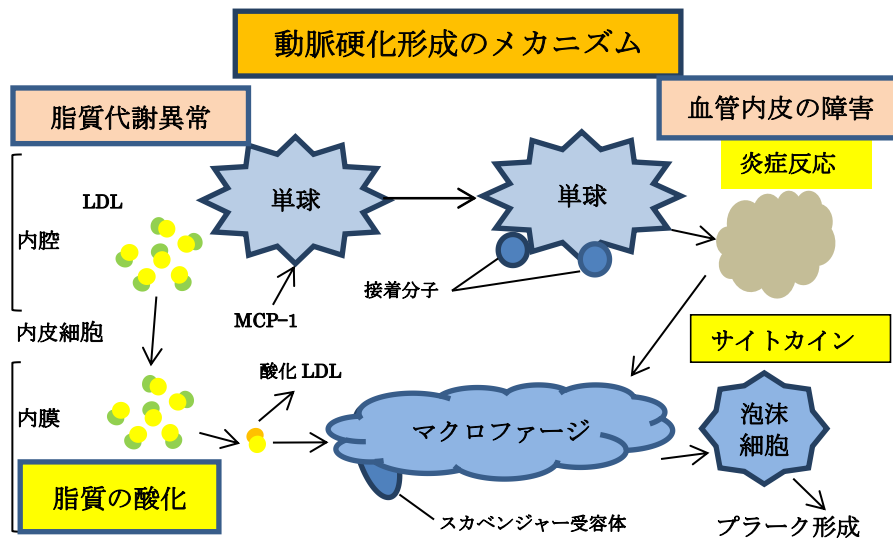 動脈硬化形成のメカニズム
脂質代謝異常
血管内皮の障害
炎症反応
LDL
単球
単球
内腔
接着分子
MCP-1
内皮細胞
サイトカイン
酸化 LDL
内膜
マクロファージ
泡沫
細胞
脂質の酸化
スカベンジャー受容体
プラーク形成